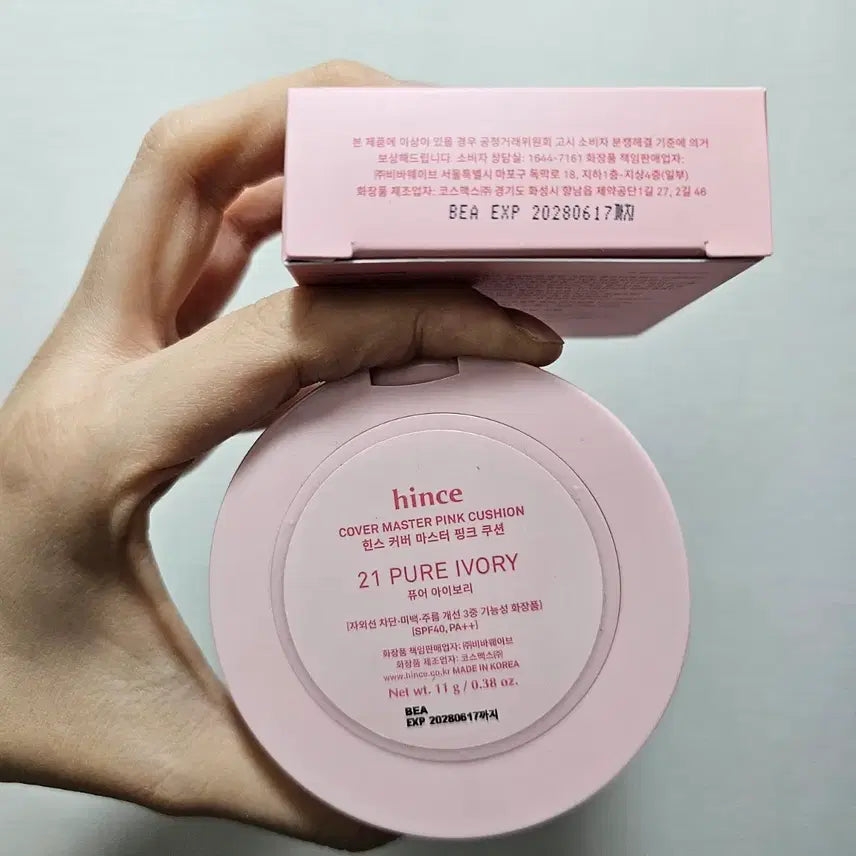 본 제품에 이상이 있을 경우 공정거래위원회 고시 소비자 분쟁해결 기준에 의거
보상해드립니다. 소비자 상담실: 1644-7161 화장품 책임판매업자:
㈜비바웨이브 서울특별시 마포구 독막로 18, 지하1층-지상4층(일부)
화장품 제조업자: 코스맥스㈜ 경기도 화성시 향남읍 제약공단1길 27, 2길 46
BEA EXP 20280617까지
hince
COVER MASTER PINK CUSHION
힌스 커버 마스터 핑크 쿠션
21 PURE IVORY
퓨어 아이보리
[자외선 차단·미백·주름 개선 3중 기능성 화장품]
[SPF40, PA++]
화장품 책임판매업자: ㈜비바웨이브
화장품 제조업자: 코스맥스㈜
www.hince.co.kr MADE IN KOREA
Net wt. 11 g / 0.38 oz.
BEA
EXP 20280617까지